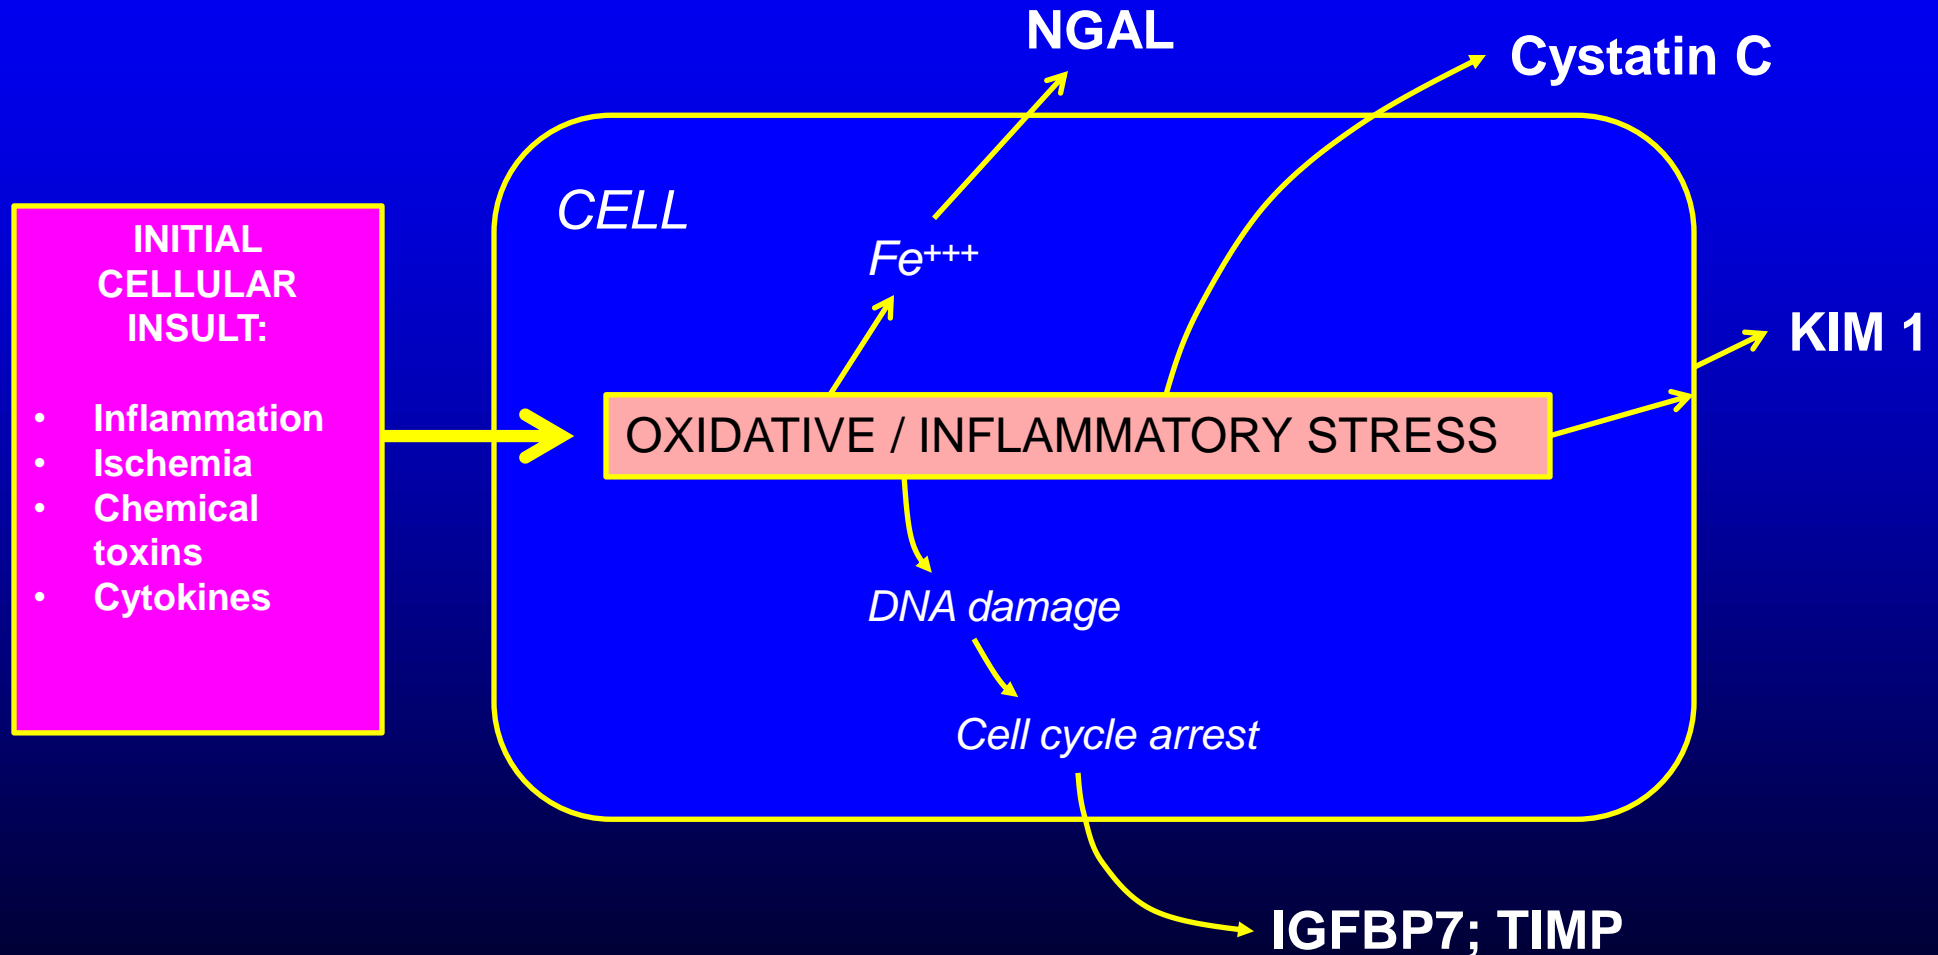 NGAL
Cystatin C
CELL
INITIAL
CELLULAR
INSULT:
Fe+++
KIM 1
• Inflammation
• Ischemia
• Chemical
toxins
• Cytokines
OXIDATIVE / INFLAMMATORY STRESS
DNA damage
Cell cycle arrest
IGFBP7; TIMP